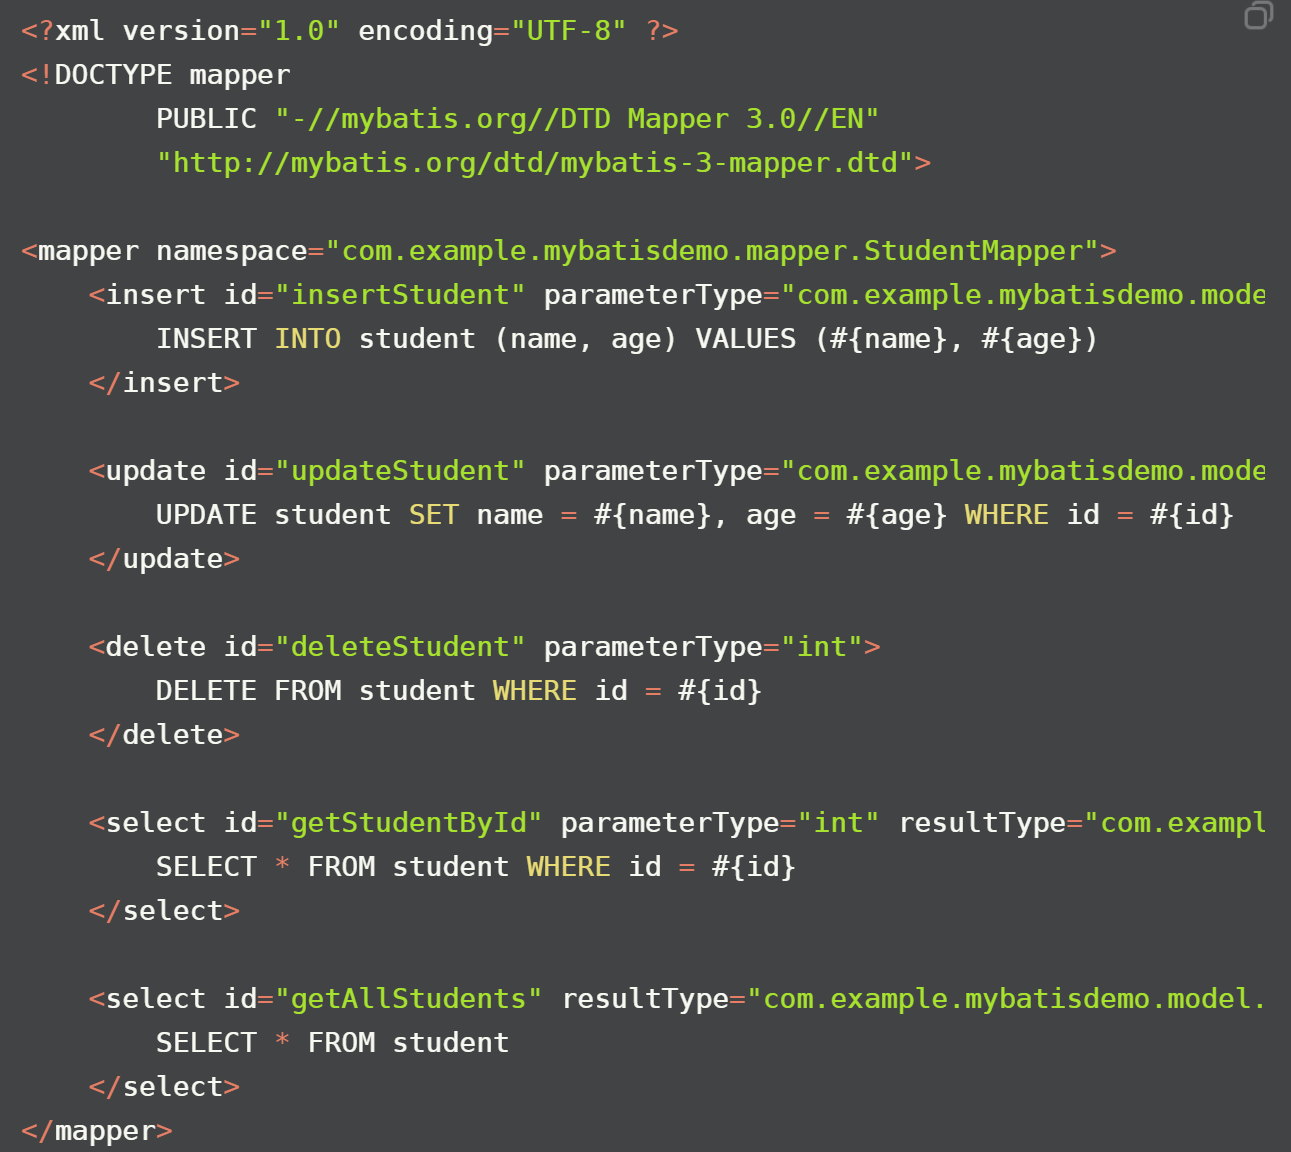 <?xml version="1.0" encoding="UTF-8" ?>
<!DOCTYPE mapper
        PUBLIC "-//mybatis.org//DTD Mapper 3.0//EN"
        "http://mybatis.org/dtd/mybatis-3-mapper.dtd">

<mapper namespace="com.example.mybatisdemo.mapper.StudentMapper">
    <insert id="insertStudent" parameterType="com.example.mybatisdemo.mode
        INSERT INTO student (name, age) VALUES (#{name}, #{age})
    </insert>

    <update id="updateStudent" parameterType="com.example.mybatisdemo.mode
        UPDATE student SET name = #{name}, age = #{age} WHERE id = #{id}
    </update>

    <delete id="deleteStudent" parameterType="int">
        DELETE FROM student WHERE id = #{id}
    </delete>

    <select id="getStudentById" parameterType="int" resultType="com.exampl
        SELECT * FROM student WHERE id = #{id}
    </select>

    <select id="getAllStudents" resultType="com.example.mybatisdemo.model.
        SELECT * FROM student
    </select>
</mapper>